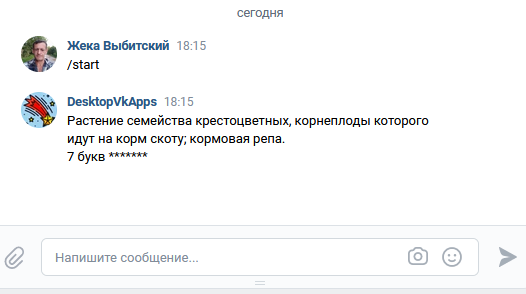 сегодня
Жека Выбитский 18:15
/start
DesktopVkApps 18:15
Растение семейства крестоцветных, корнеплоды которого
идут на корм скоту; кормовая репа.
7 букв *******
Напишите сообщение...